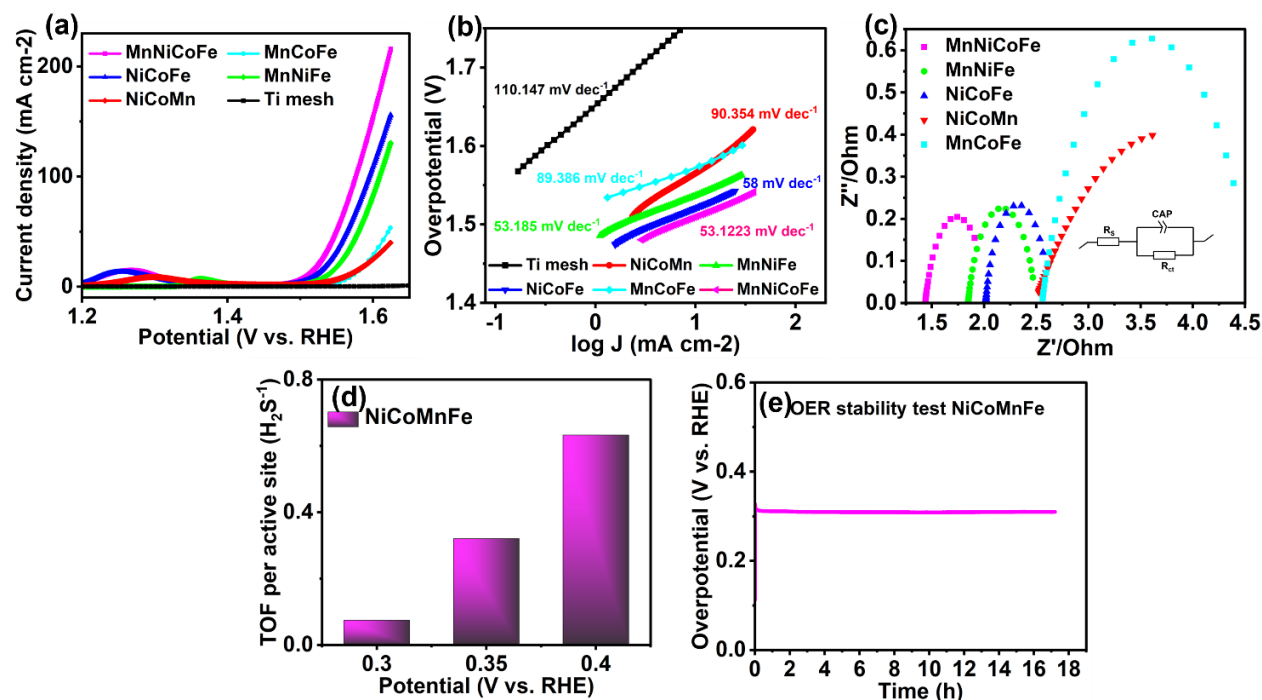 (a)
MnNiCoFe
MnCoFe
NiCoFe
MnNiFe
NiCoMn
Ti mesh
Current density (mA cm-2)
200
100
0
1.2
1.4
1.6
Potential (V vs. RHE)
(b)
110.147 mV dec⁻¹
90.354 mV dec⁻¹
89.386 mV dec⁻¹
58 mV dec⁻¹
53.185 mV dec⁻¹
53.1223 mV dec⁻¹
Ti mesh
NiCoMn
MnNiFe
NiCoFe
MnCoFe
MnNiCoFe
Overpotential (V)
1.7
1.6
1.5
1.4
-1
0
1
2
log J (mA cm-2)
(c)
MnNiCoFe
MnNiFe
NiCoFe
NiCoMn
MnCoFe
CAP
Rs
Rct
Z''/Ohm
0.6
0.4
0.2
0.0
1.5
2.0
2.5
3.0
3.5
4.0
4.5
Z'/Ohm
(d)
NiCoMnFe
TOF per active site (H₂S⁻¹)
0.8
0.4
0.0
0.3
0.35
0.4
Potential (V vs. RHE)
(e)
OER stability test NiCoMnFe
Overpotential (V vs. RHE)
0.6
0.3
0.0
0
2
4
6
8
10
12
14
16
18
Time (h)